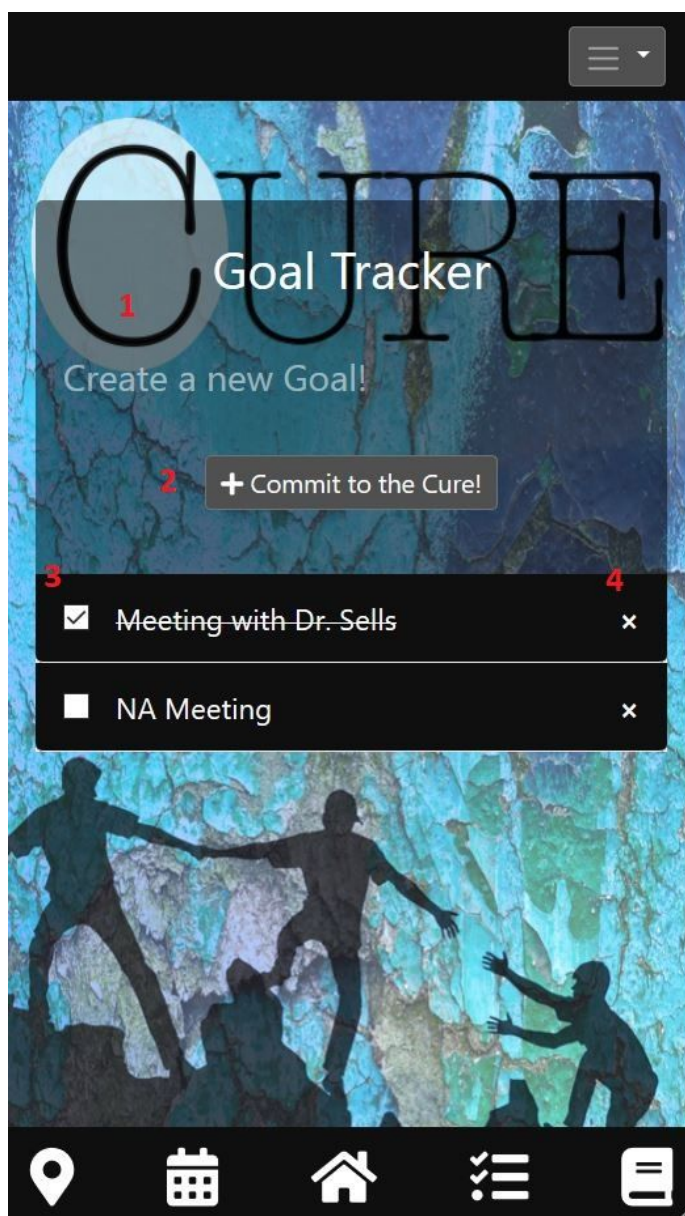 CURE
Goal Tracker
1
Create a new Goal!
2
+ Commit to the Cure!
3
4
Meeting with Dr. Sells ×
NA Meeting ×